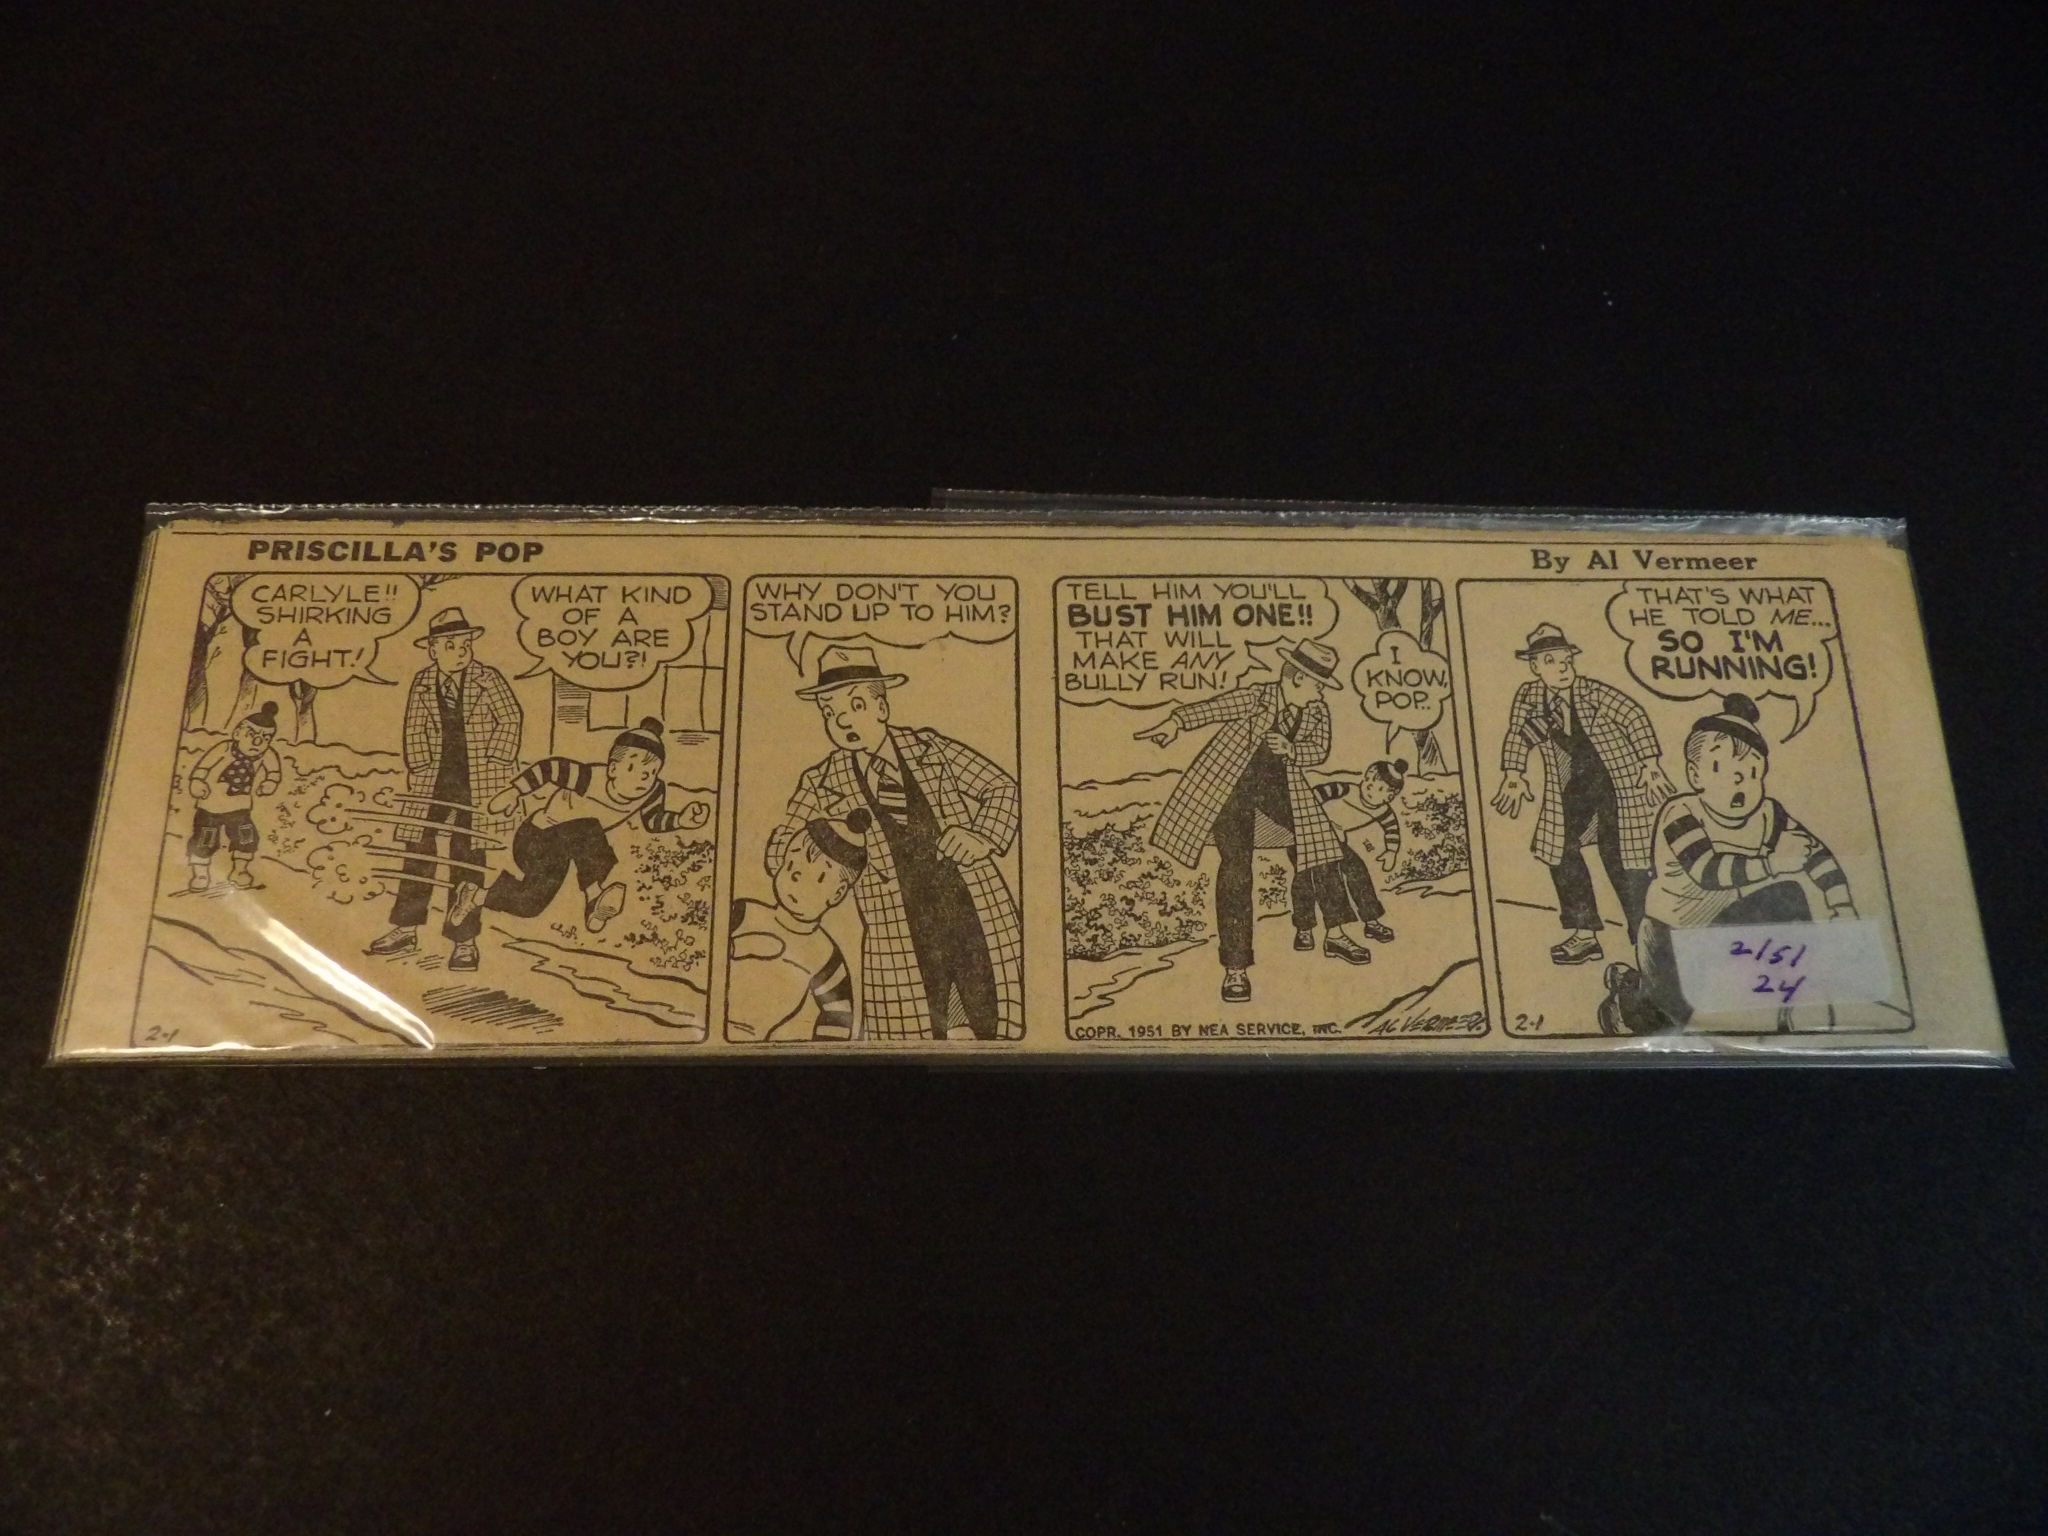 PRISCILLA'S POP
By Al Vermeer
CARLYLE!!
SHIRKING
A
FIGHT!
WHAT KIND
OF A
BOY ARE
YOU?!
2-1
WHY DON'T YOU
STAND UP TO HIM?
TELL HIM YOU'LL
BUST HIM ONE!!
THAT WILL
MAKE ANY
BULLY RUN!
I
KNOW,
POP..
COPR. 1951 BY NEA SERVICE, INC.
AL VERMEER
THAT'S WHAT
HE TOLD ME...
SO I'M
RUNNING!
2-1
2/51
24